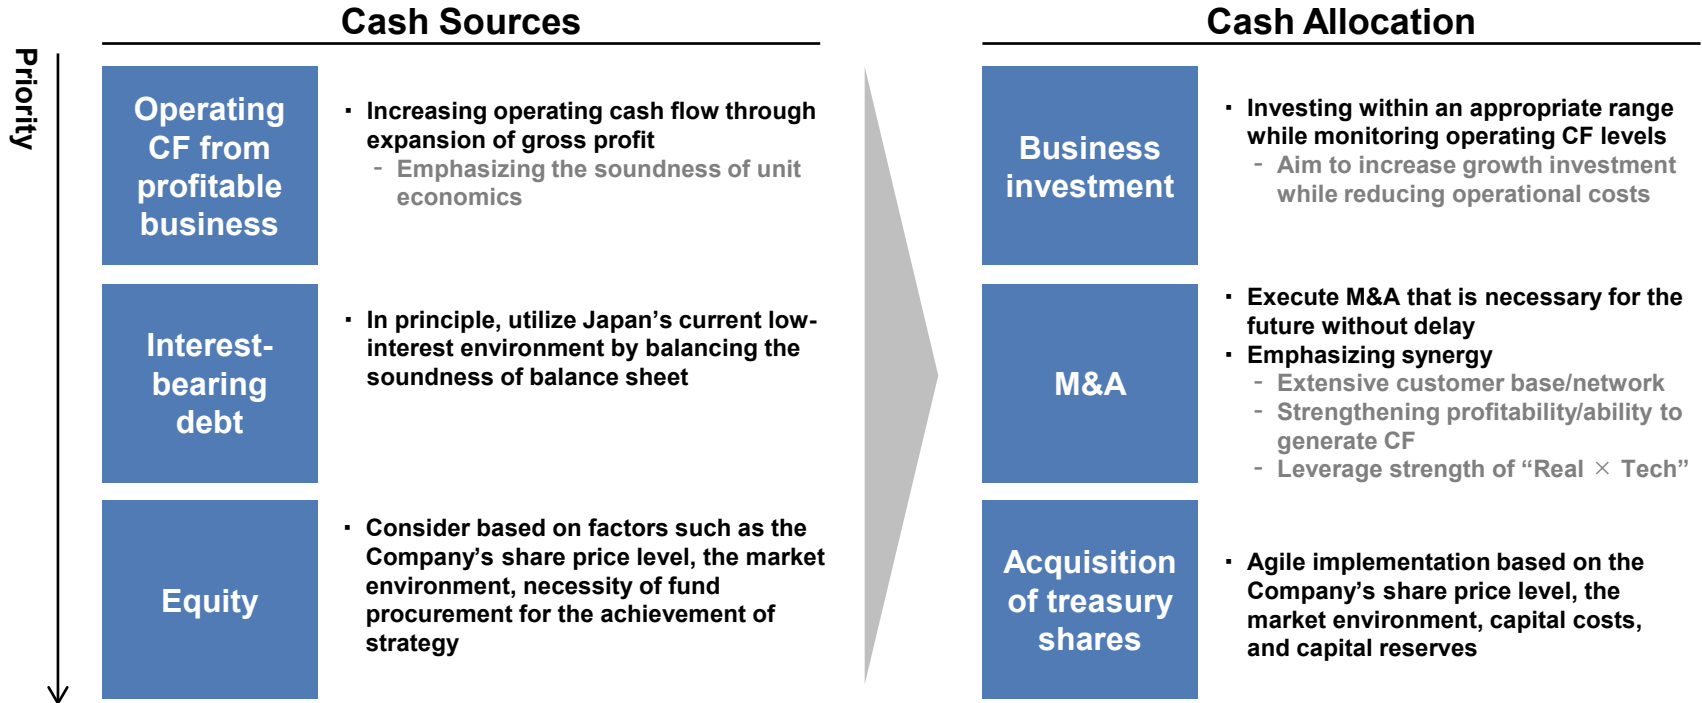 Cash Sources
Priority
Operating
CF from
profitable
business
▪ Increasing operating cash flow through
expansion of gross profit
- Emphasizing the soundness of unit
economics
Interest-
bearing
debt
▪ In principle, utilize Japan’s current low-
interest environment by balancing the
soundness of balance sheet
Equity
▪ Consider based on factors such as the
Company’s share price level, the market
environment, necessity of fund
procurement for the achievement of
strategy
Cash Allocation
Business
investment
▪ Investing within an appropriate range
while monitoring operating CF levels
- Aim to increase growth investment
while reducing operational costs
M&A
▪ Execute M&A that is necessary for the
future without delay
▪ Emphasizing synergy
- Extensive customer base/network
- Strengthening profitability/ability to
generate CF
- Leverage strength of “Real × Tech”
Acquisition
of treasury
shares
▪ Agile implementation based on the
Company’s share price level, the
market environment, capital costs,
and capital reserves